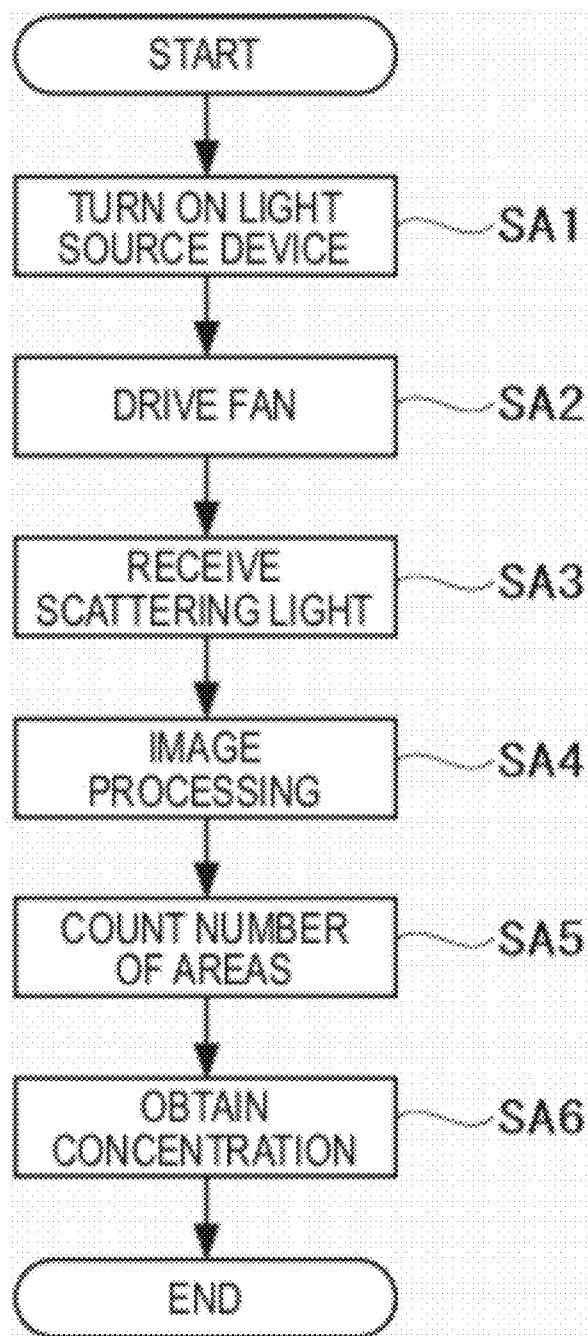 START
TURN ON LIGHT
SOURCE DEVICE
SA1
DRIVE FAN
SA2
RECEIVE
SCATTERING LIGHT
SA3
IMAGE
PROCESSING
SA4
COUNT NUMBER
OF AREAS
SA5
OBTAIN
CONCENTRATION
SA6
END